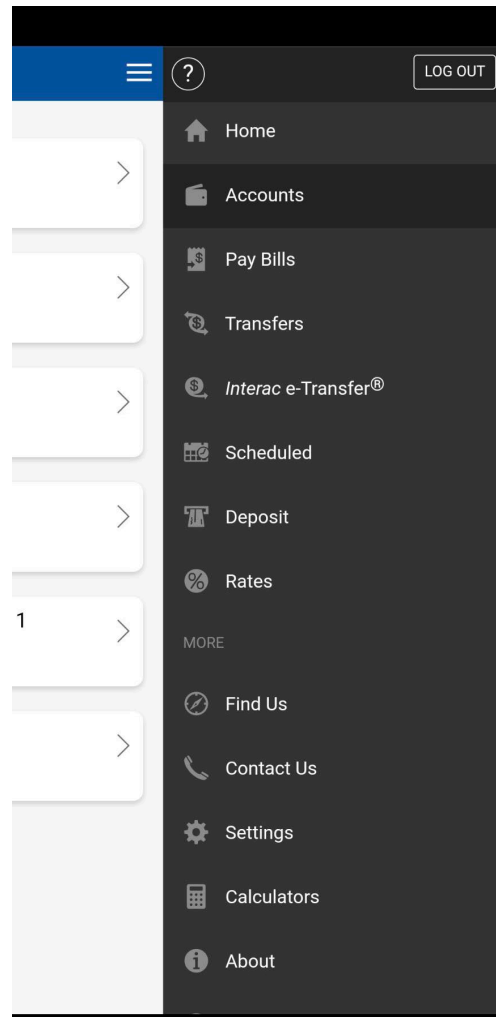 LOG OUT
Home
Accounts
Pay Bills
Transfers
Interac e-Transfer®
Scheduled
Deposit
Rates
1
MORE
Find Us
Contact Us
Settings
Calculators
About